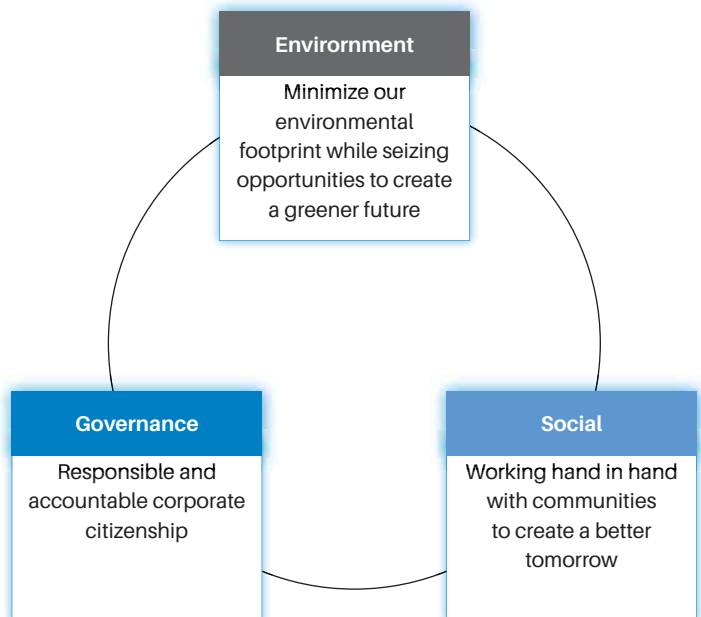 Envirornment
Minimize our
environmental
footprint while seizing
opportunities to create
a greener future
Governance
Responsible and
accountable corporate
citizenship
Social
Working hand in hand
with communities
to create a better
tomorrow